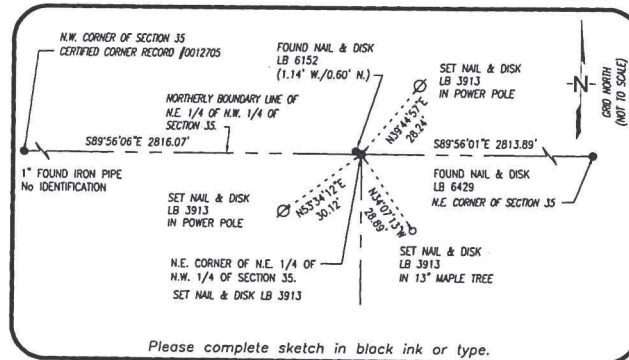 N.W. CORNER OF SECTION 35
CERTIFIED CORNER RECORD #0012705
FOUND NAIL & DISK
LB 6152
(1.14' W./0.60' N.)
SET NAIL & DISK
LB 3913
IN POWER POLE
N
GRID NORTH
(NOT TO SCALE)
NORTHERLY BOUNDARY LINE OF
N.E. 1/4 OF N.W. 1/4 OF
SECTION 35.
N39°44'57"E
28.24'
S89°56'06"E 2816.07'
S89°56'01"E 2813.89'
1" FOUND IRON PIPE
No IDENTIFICATION
FOUND NAIL & DISK
LB 6429
N.E. CORNER OF SECTION 35
SET NAIL & DISK
LB 3913
IN POWER POLE
N53°34'12"E
30.12'
N34°07'13"W
28.89'
N.E. CORNER OF N.E. 1/4 OF
N.W. 1/4 OF SECTION 35.
SET NAIL & DISK LB 3913
SET NAIL & DISK
LB 3913
IN 13" MAPLE TREE
Please complete sketch in black ink or type.